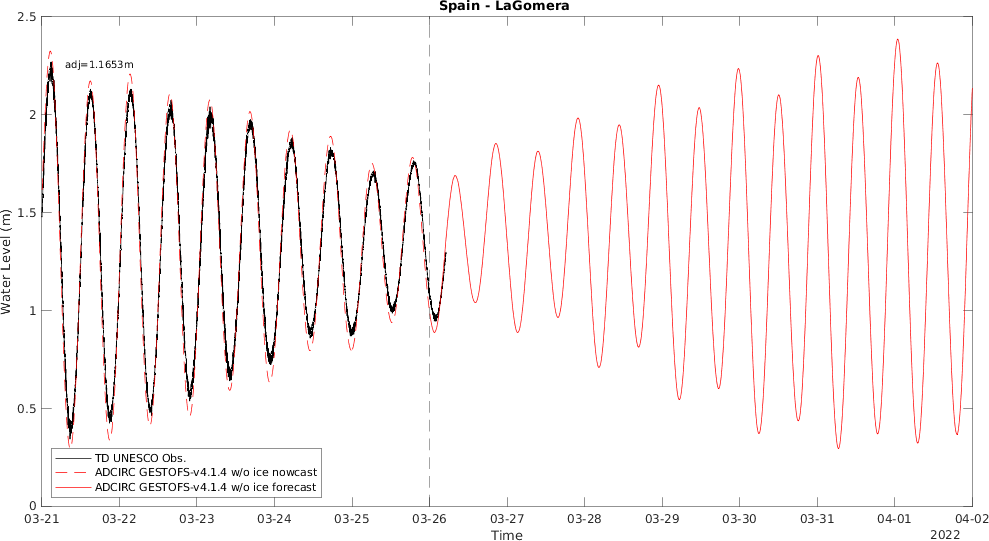 Spain - LaGomera
adj=1.1653m
2.5
2
1.5
1
0.5
0
Water Level (m)
TD UNESCO Obs.
ADCIRC GESTOFS-v4.1.4 w/o ice nowcast
ADCIRC GESTOFS-v4.1.4 w/o ice forecast
03-21 03-22 03-23 03-24 03-25 03-26 03-27 03-28 03-29 03-30 03-31 04-01 04-02
Time
2022